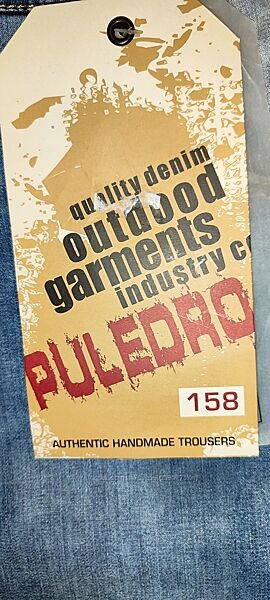 quality denim
outdood
garments
industry co
PULEDRO
158
AUTHENTIC HANDMADE TROUSERS